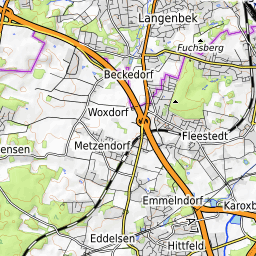 Langenbek
Fuchsberg
Beckedorf
Woxdorf
Fleestedt
Metzendorf
ensen
Emmelndorf
Karoxb
Eddelsen
Hittfeld